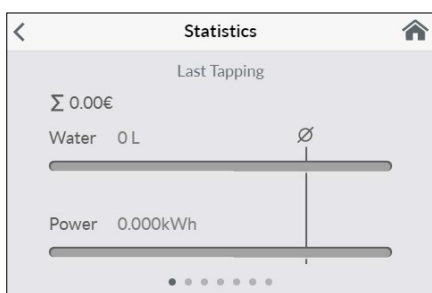 Statistics
Last Tapping
Σ 0.00€
Water 0 L Ø
Power 0.000kWh